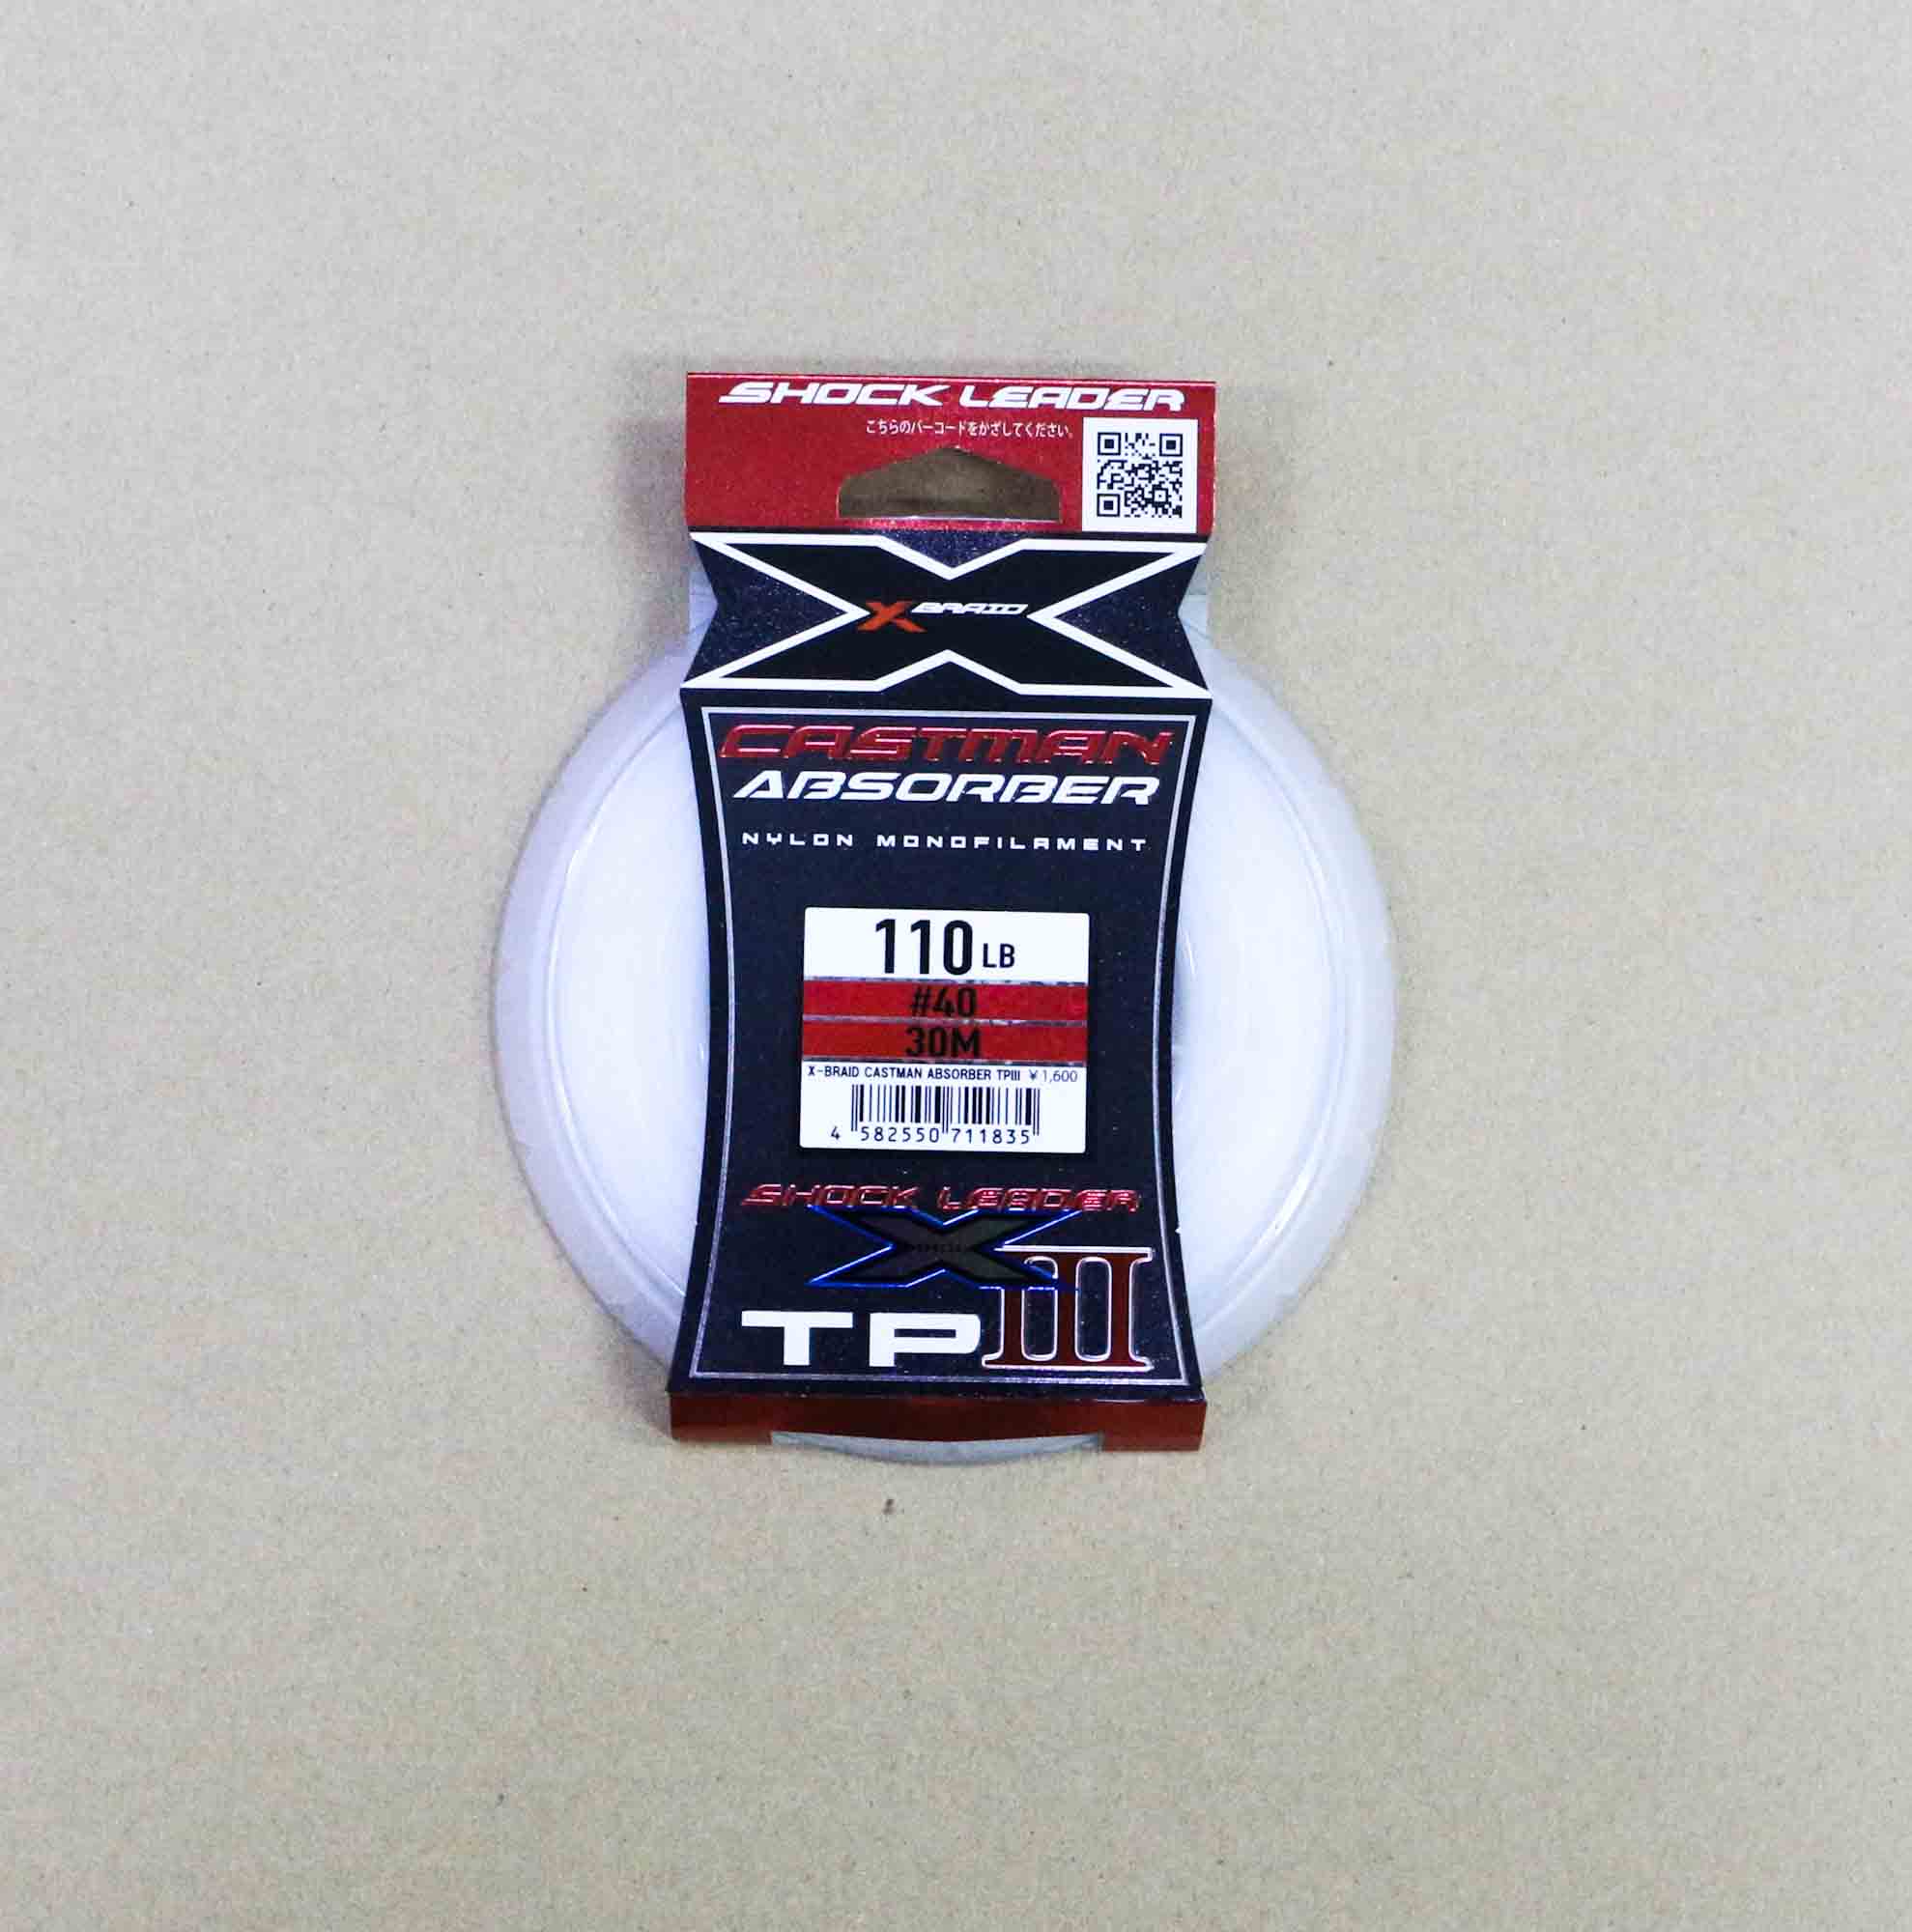 SHOCK LEADER
こちらのバーコードをかざしてください。
X BRAID
CASTMAN
ABSORBER
NYLON MONOFILAMENT
110 LB
#40
30M
X-BRAID CASTMAN ABSORBER TPIII ¥1,600
4 582550 711835
SHOCK LEADER
X
TPIII